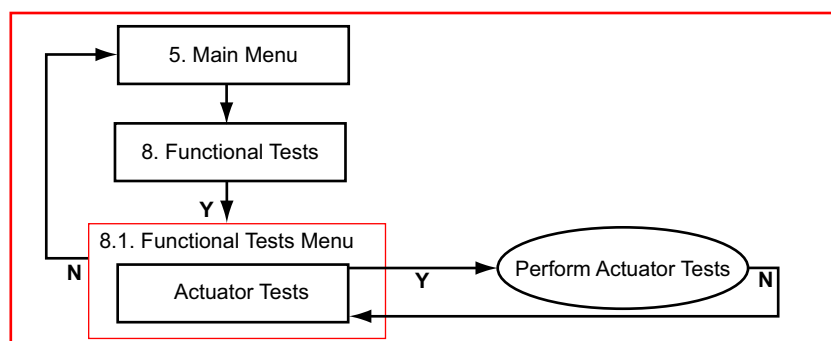 5. Main Menu
8. Functional Tests
Y
8.1. Functional Tests Menu
N
Actuator Tests
Y
Perform Actuator Tests
N